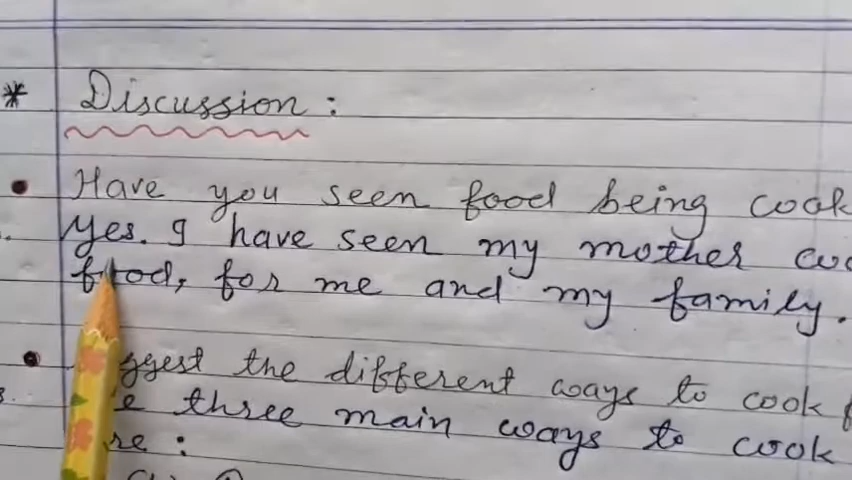 * Discussion :
• Have you seen food being
Yes. I have seen my mother
food, for me and my family.
• the different ways to cook
three main ways to cook
: